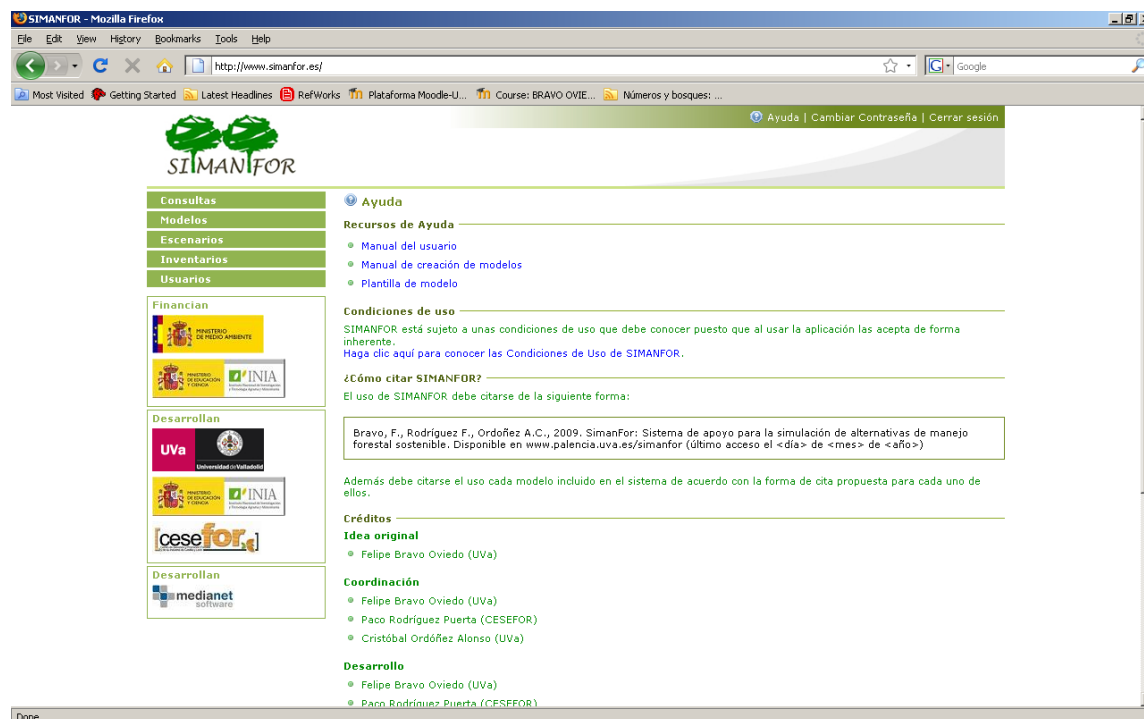 SIMANFOR - Mozilla Firefox
File Edit View History Bookmarks Tools Help
http://www.simanfor.es/
Google
Most Visited Getting Started Latest Headlines RefWorks Plataforma Moodle-U... Course: BRAVO OVIE... Números y bosques: ...
Ayuda | Cambiar Contraseña | Cerrar sesión
SIMANFOR
Consultas
Modelos
Escenarios
Inventarios
Usuarios
Financian
MINISTERIO
DE MEDIO AMBIENTE
MINISTERIO
DE EDUCACIÓN
Y CIENCIA
INIA
Desarrollan
UVa
Universidad de Valladolid
MINISTERIO
DE EDUCACIÓN
Y CIENCIA
INIA
[cesefor]
Desarrollan
medianet
software
Ayuda
Recursos de Ayuda
Manual del usuario
Manual de creación de modelos
Plantilla de modelo
Condiciones de uso
SIMANFOR está sujeto a unas condiciones de uso que debe conocer puesto que al usar la aplicación las acepta de forma
inherente.
Haga clic aquí para conocer las Condiciones de Uso de SIMANFOR.
¿Cómo citar SIMANFOR?
El uso de SIMANFOR debe citarse de la siguiente forma:
Bravo, F., Rodríguez F., Ordoñez A.C., 2009. SimanFor: Sistema de apoyo para la simulación de alternativas de manejo
forestal sostenible. Disponible en www.palencia.uva.es/simanfor (último acceso el <día> de <mes> de <año>)
Además debe citarse el uso cada modelo incluido en el sistema de acuerdo con la forma de cita propuesta para cada uno de
ellos.
Créditos
Idea original
Felipe Bravo Oviedo (UVa)
Coordinación
Felipe Bravo Oviedo (UVa)
Paco Rodríguez Puerta (CESEFOR)
Cristóbal Ordóñez Alonso (UVa)
Desarrollo
Felipe Bravo Oviedo (UVa)
Paco Rodríguez Puerta (CESEFOR)
Done